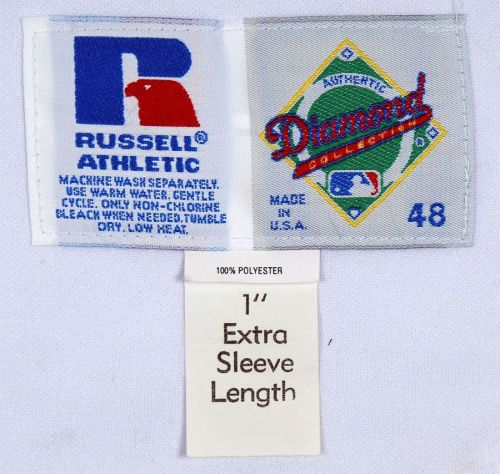 R
RUSSELL®
ATHLETIC
MACHINE WASH SEPARATELY.
USE WARM WATER. GENTLE
CYCLE. ONLY NON-CHLORINE
BLEACH WHEN NEEDED. TUMBLE
DRY. LOW HEAT.
AUTHENTIC
Diamond
COLLECTION®
MADE
IN
U.S.A.
48
100% POLYESTER
1"
Extra
Sleeve
Length